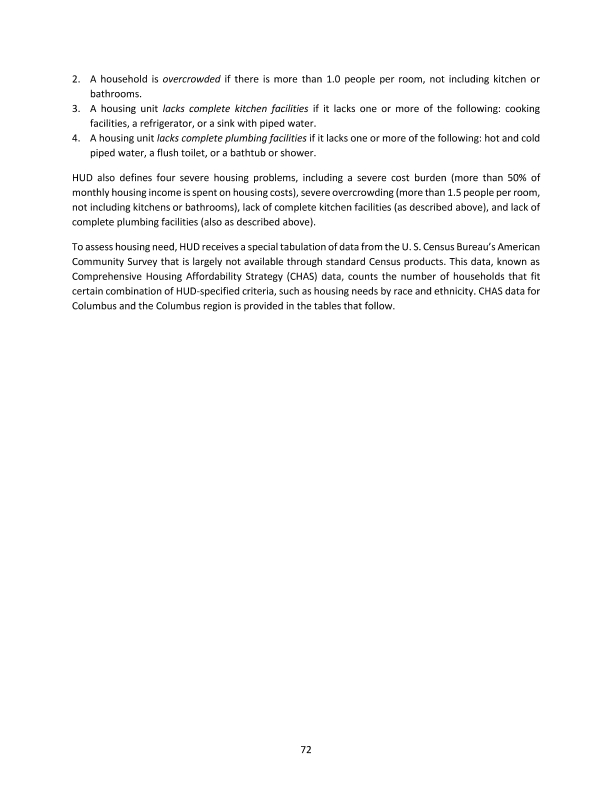 2. A household is overcrowded if there is more than 1.0 people per room, not including kitchen or
bathrooms.
3. A housing unit lacks complete kitchen facilities if it lacks one or more of the following: cooking
facilities, a refrigerator, or a sink with piped water.
4. A housing unit lacks complete plumbing facilities if it lacks one or more of the following: hot and cold
piped water, a flush toilet, or a bathtub or shower.
HUD also defines four severe housing problems, including a severe cost burden (more than 50% of
monthly housing income is spent on housing costs), severe overcrowding (more than 1.5 people per room,
not including kitchens or bathrooms), lack of complete kitchen facilities (as described above), and lack of
complete plumbing facilities (also as described above).
To assess housing need, HUD receives a special tabulation of data from the U. S. Census Bureau’s American
Community Survey that is largely not available through standard Census products. This data, known as
Comprehensive Housing Affordability Strategy (CHAS) data, counts the number of households that fit
certain combination of HUD-specified criteria, such as housing needs by race and ethnicity. CHAS data for
Columbus and the Columbus region is provided in the tables that follow.
72